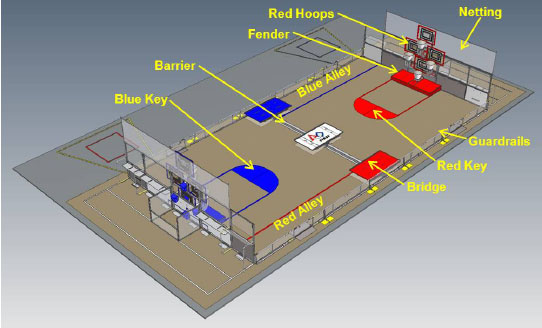 Red Hoops
Netting
Fender
Barrier
Blue Alley
Blue Key
Guardrails
Red Key
Bridge
Red Alley